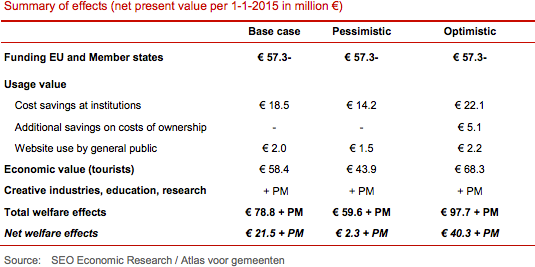 Summary of effects (net present value per 1-1-2015 in million €)
Base case Pessimistic Optimistic
Funding EU and Member states € 57.3- € 57.3- € 57.3-
Usage value
Cost savings at institutions € 18.5 € 14.2 € 22.1
Additional savings on costs of ownership - - € 5.1
Website use by general public € 2.0 € 1.5 € 2.2
Economic value (tourists) € 58.4 € 43.9 € 68.3
Creative industries, education, research + PM + PM + PM
Total welfare effects € 78.8 + PM € 59.6 + PM € 97.7 + PM
Net welfare effects € 21.5 + PM € 2.3 + PM € 40.3 + PM
Source: SEO Economic Research / Atlas voor gemeenten